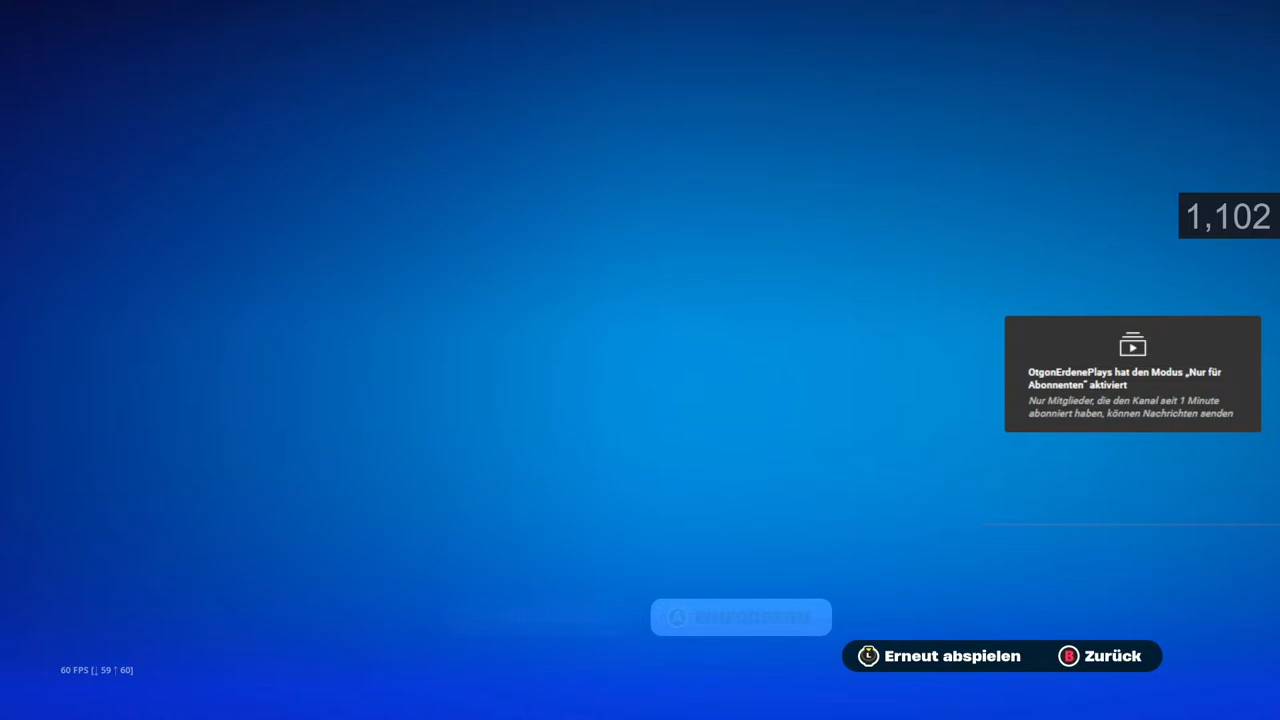 1,102
OtgonErdenePlays hat den Modus „Nur für
Abonnenten“ aktiviert
Nur Mitglieder, die den Kanal seit 1 Minute
abonniert haben, können Nachrichten senden
A
L Erneut abspielen B Zurück
60 FPS [↓ 59 ↑ 60]